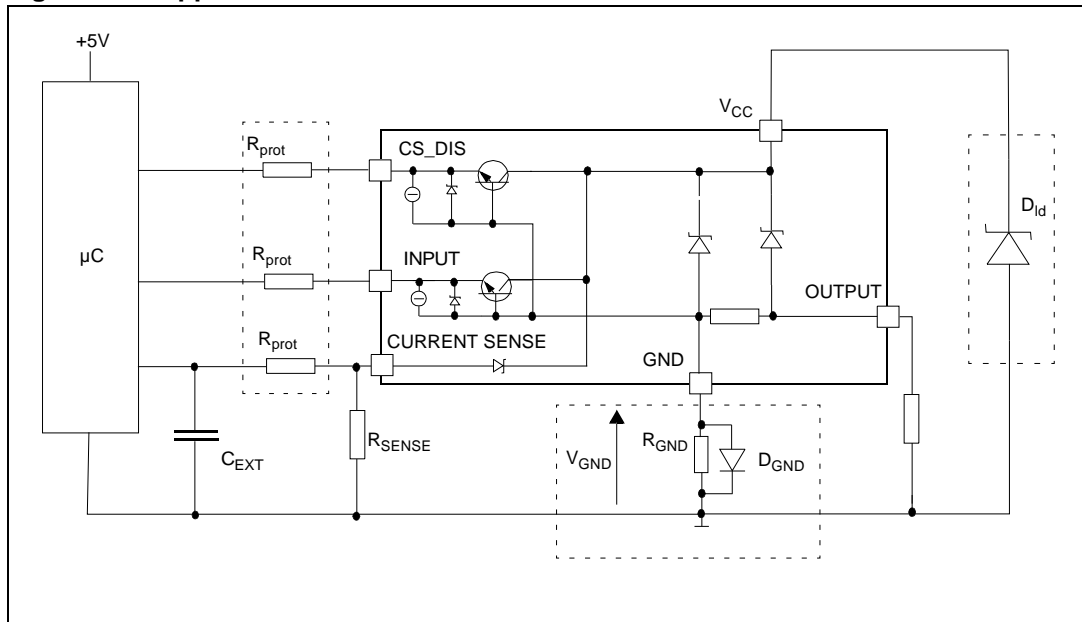 +5V
V_CC
R_prot
CS_DIS
D_ld
µC
R_prot
INPUT
OUTPUT
R_prot
CURRENT SENSE
GND
R_SENSE
C_EXT
V_GND
R_GND
D_GND